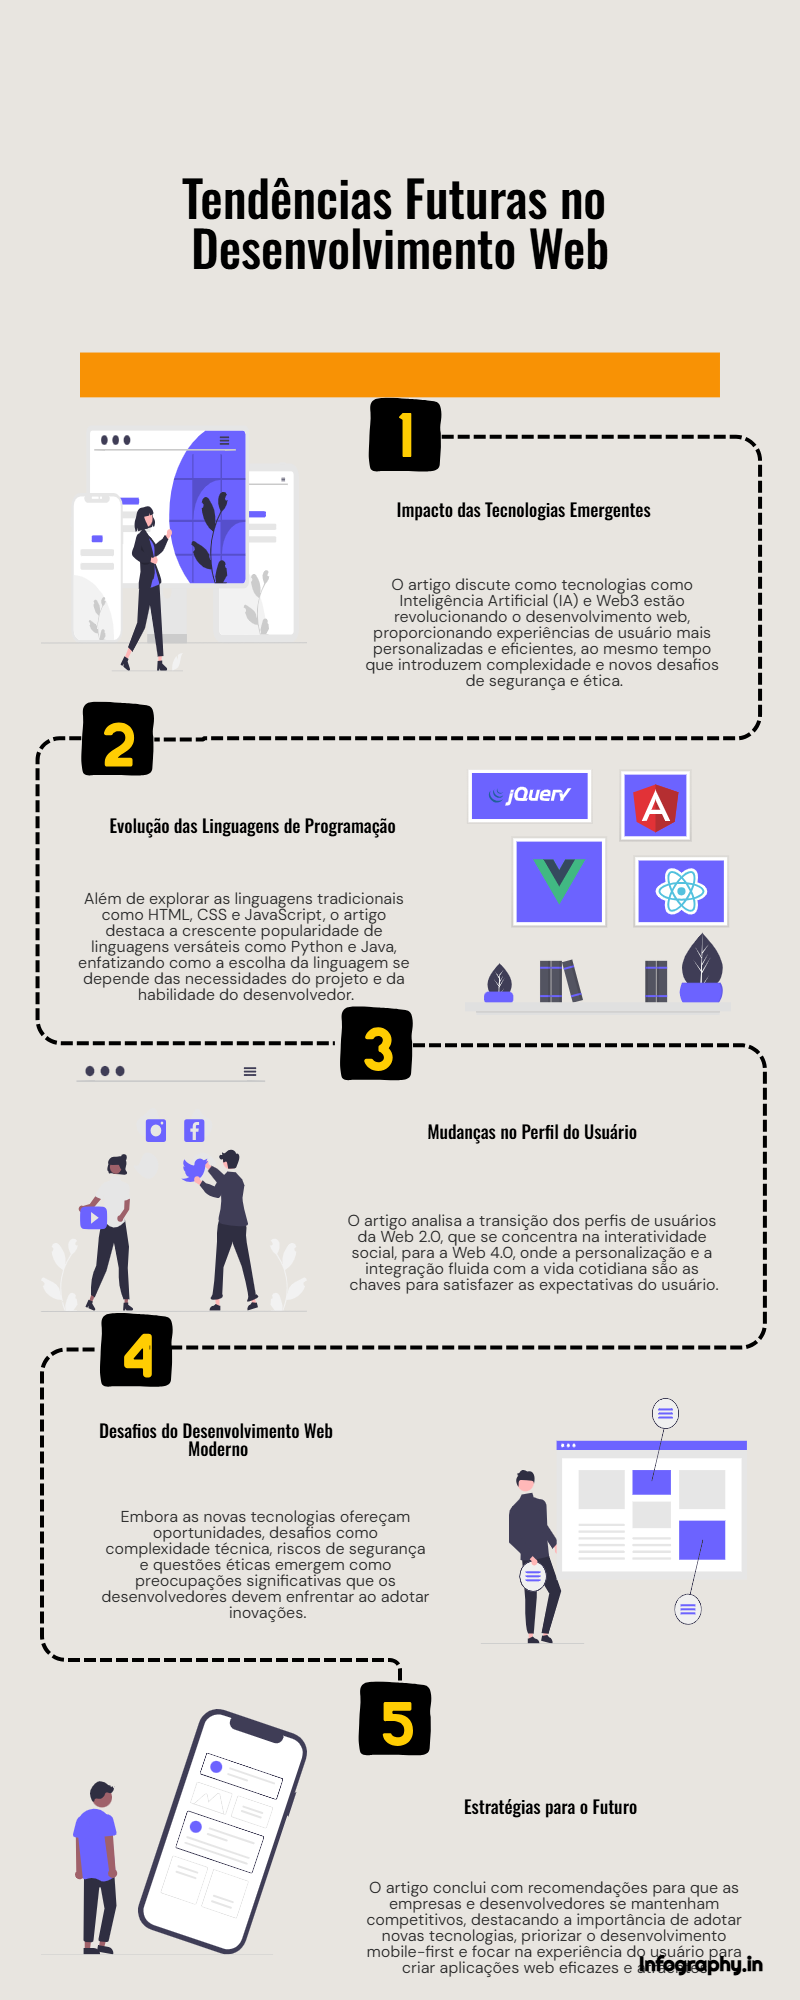 Tendências Futuras no
Desenvolvimento Web
1
Impacto das Tecnologias Emergentes
O artigo discute como tecnologias como
Inteligência Artificial (IA) e Web3 estão
revolucionando o desenvolvimento web,
proporcionando experiências de usuário mais
personalizadas e eficientes, ao mesmo tempo
que introduzem complexidade e novos desafios
de segurança e ética.
2
Evolução das Linguagens de Programação
Além de explorar as linguagens tradicionais
como HTML, CSS e JavaScript, o artigo
destaca a crescente popularidade de
linguagens versáteis como Python e Java,
enfatizando como a escolha da linguagem se
depende das necessidades do projeto e da
habilidade do desenvolvedor.
jQuery
A
3
Mudanças no Perfil do Usuário
O artigo analisa a transição dos perfis de usuários
da Web 2.0, que se concentra na interatividade
social, para a Web 4.0, onde a personalização e a
integração fluida com a vida cotidiana são as
chaves para satisfazer as expectativas do usuário.
4
Desafios do Desenvolvimento Web
Moderno
Embora as novas tecnologias ofereçam
oportunidades, desafios como
complexidade técnica, riscos de segurança
e questões éticas emergem como
preocupações significativas que os
desenvolvedores devem enfrentar ao adotar
inovações.
5
Estratégias para o Futuro
O artigo conclui com recomendações para que as
empresas e desenvolvedores se mantenham
competitivos, destacando a importância de adotar
novas tecnologias, priorizar o desenvolvimento
mobile-first e focar na experiência do usuário para
criar aplicações web eficazes e
Infography.in